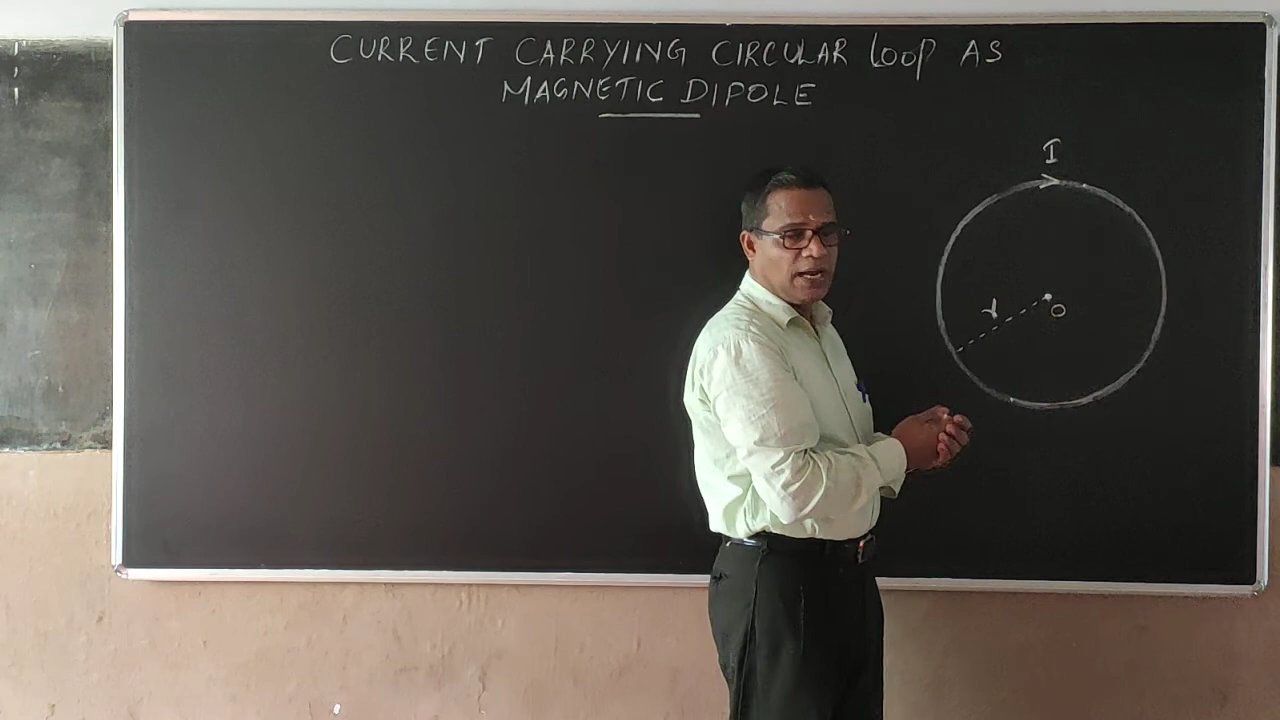 CURRENT CARRYING CIRCULAR LOOP AS
MAGNETIC DIPOLE
I
r
O